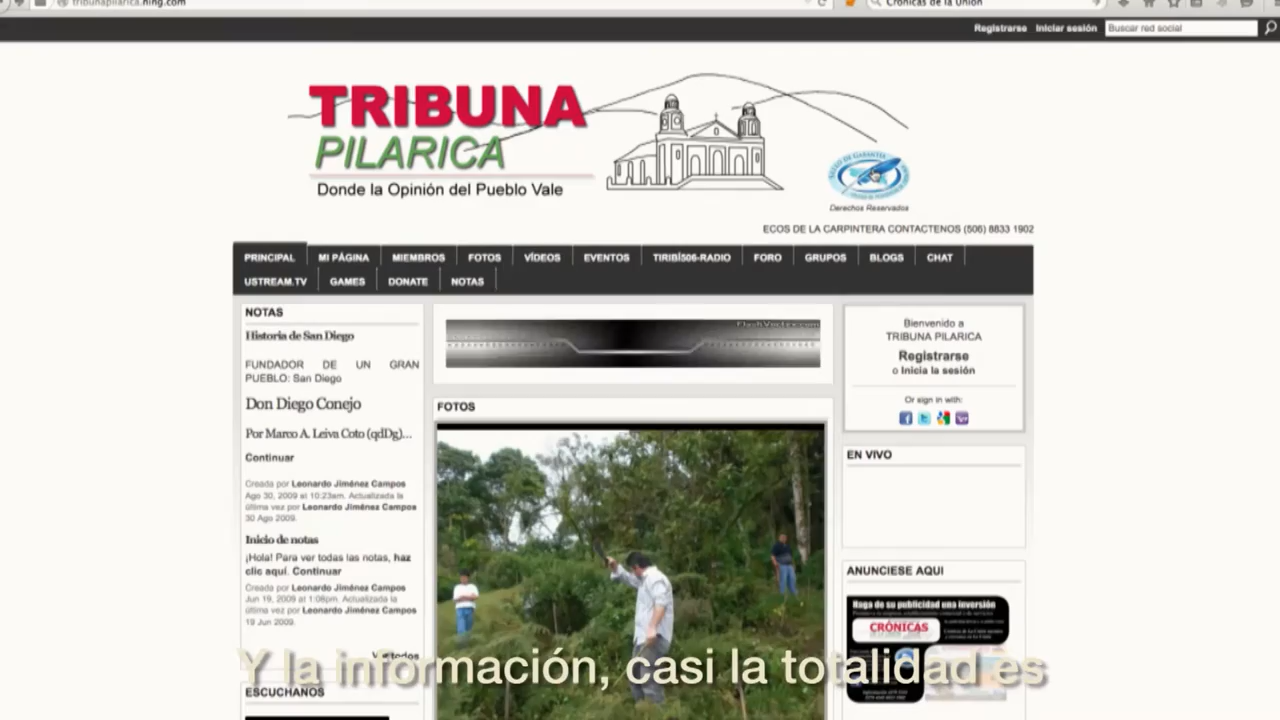 tribunapilarica.ning.com
Crónicas de la Unión
Registrarse Iniciar sesión Buscar red social
TRIBUNA
PILARICA
Donde la Opinión del Pueblo Vale
Derechos Reservados
ECOS DE LA CARPINTERA CONTACTENOS (506) 8833 1902
PRINCIPAL MI PÁGINA MIEMBROS FOTOS VÍDEOS EVENTOS TIRIBÍ506-RADIO FORO GRUPOS BLOGS CHAT
USTREAM.TV GAMES DONATE NOTAS
NOTAS
Historia de San Diego
FUNDADOR DE UN GRAN
PUEBLO: San Diego
Don Diego Conejo
Por Marco A. Leiva Coto (qdDg)...
Continuar
Creada por Leonardo Jiménez Campos
Ago 30, 2009 at 10:23am. Actualizada la
última vez por Leonardo Jiménez Campos
30 Ago 2009.
Inicio de notas
¡Hola! Para ver todas las notas, haz
clic aquí. Continuar
Creada por Leonardo Jiménez Campos
Jun 19, 2009 at 1:08pm. Actualizada la
última vez por Leonardo Jiménez Campos
19 Jun 2009.
Ver todos
ESCUCHANOS
FlashVortex.com
FOTOS
Bienvenido a
TRIBUNA PILARICA
Registrarse
o Inicia la sesión
Or sign in with:
EN VIVO
ANUNCIESE AQUI
Haga de su publicidad una inversión
CRÓNICAS
Y la información, casi la totalidad es